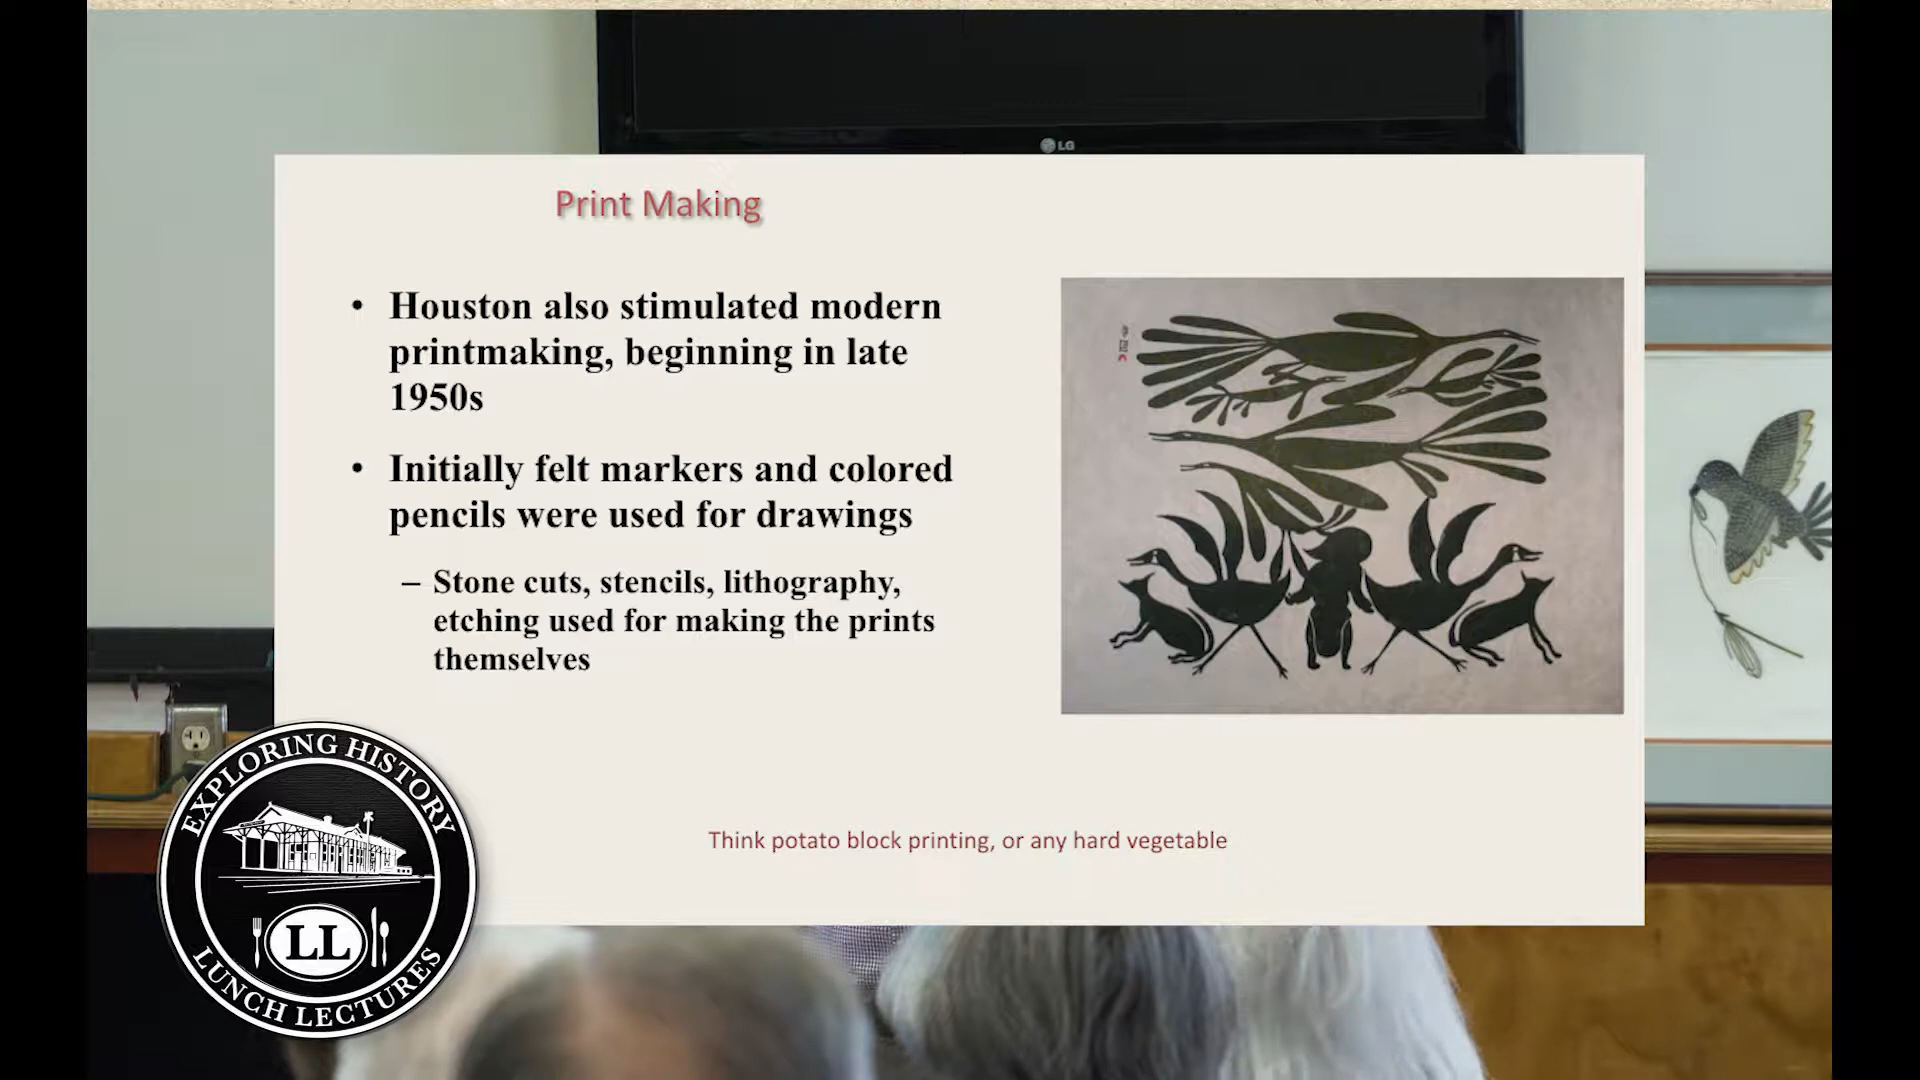 LG
Print Making
• Houston also stimulated modern
printmaking, beginning in late
1950s
• Initially felt markers and colored
pencils were used for drawings
– Stone cuts, stencils, lithography,
etching used for making the prints
themselves
Think potato block printing, or any hard vegetable
EXPLORING HISTORY
LL
LUNCH LECTURES